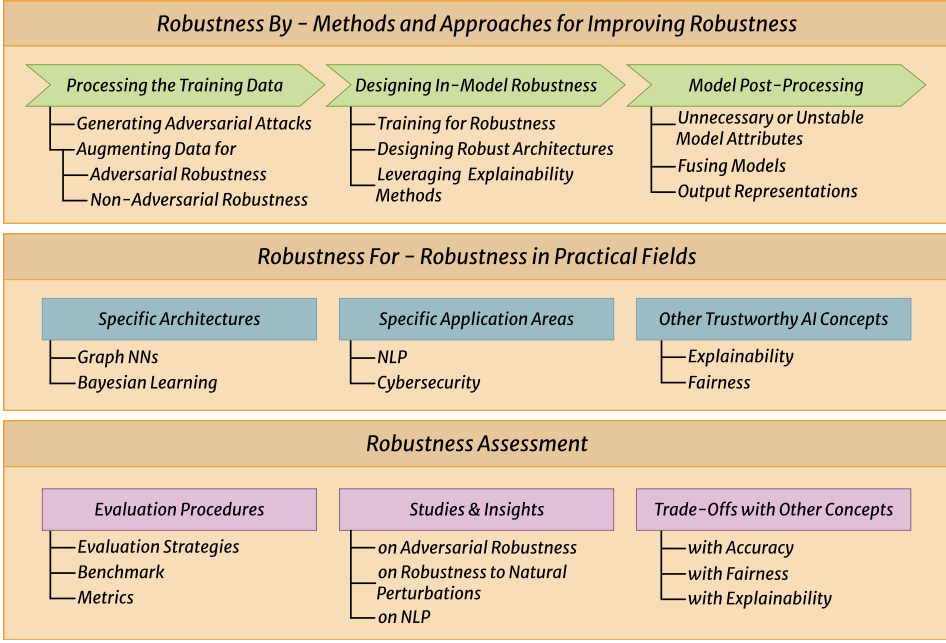 Robustness By – Methods and Approaches for Improving Robustness
Processing the Training Data
Generating Adversarial Attacks
Augmenting Data for
Adversarial Robustness
Non-Adversarial Robustness
Designing In-Model Robustness
Training for Robustness
Designing Robust Architectures
Leveraging Explainability
Methods
Model Post-Processing
Unnecessary or Unstable
Model Attributes
Fusing Models
Output Representations
Robustness For – Robustness in Practical Fields
Specific Architectures
Graph NNs
Bayesian Learning
Specific Application Areas
NLP
Cybersecurity
Other Trustworthy AI Concepts
Explainability
Fairness
Robustness Assessment
Evaluation Procedures
Evaluation Strategies
Benchmark
Metrics
Studies & Insights
on Adversarial Robustness
on Robustness to Natural
Perturbations
on NLP
Trade-Offs with Other Concepts
with Accuracy
with Fairness
with Explainability